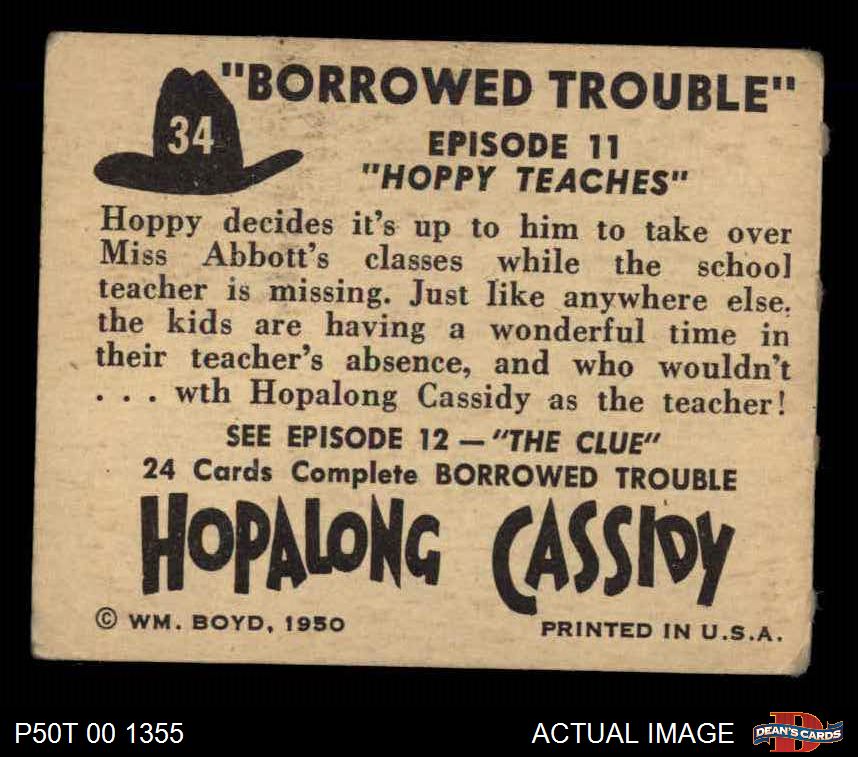 "BORROWED TROUBLE"
34
EPISODE 11
"HOPPY TEACHES"
Hoppy decides it's up to him to take over
Miss Abbott's classes while the school
teacher is missing. Just like anywhere else,
the kids are having a wonderful time in
their teacher's absence, and who wouldn't
. . . wth Hopalong Cassidy as the teacher!
SEE EPISODE 12 — "THE CLUE"
24 Cards Complete BORROWED TROUBLE
HOPALONG CASSIDY
© WM. BOYD, 1950
PRINTED IN U.S.A.
P50T 00 1355
ACTUAL IMAGE
D
DEAN'S CARDS